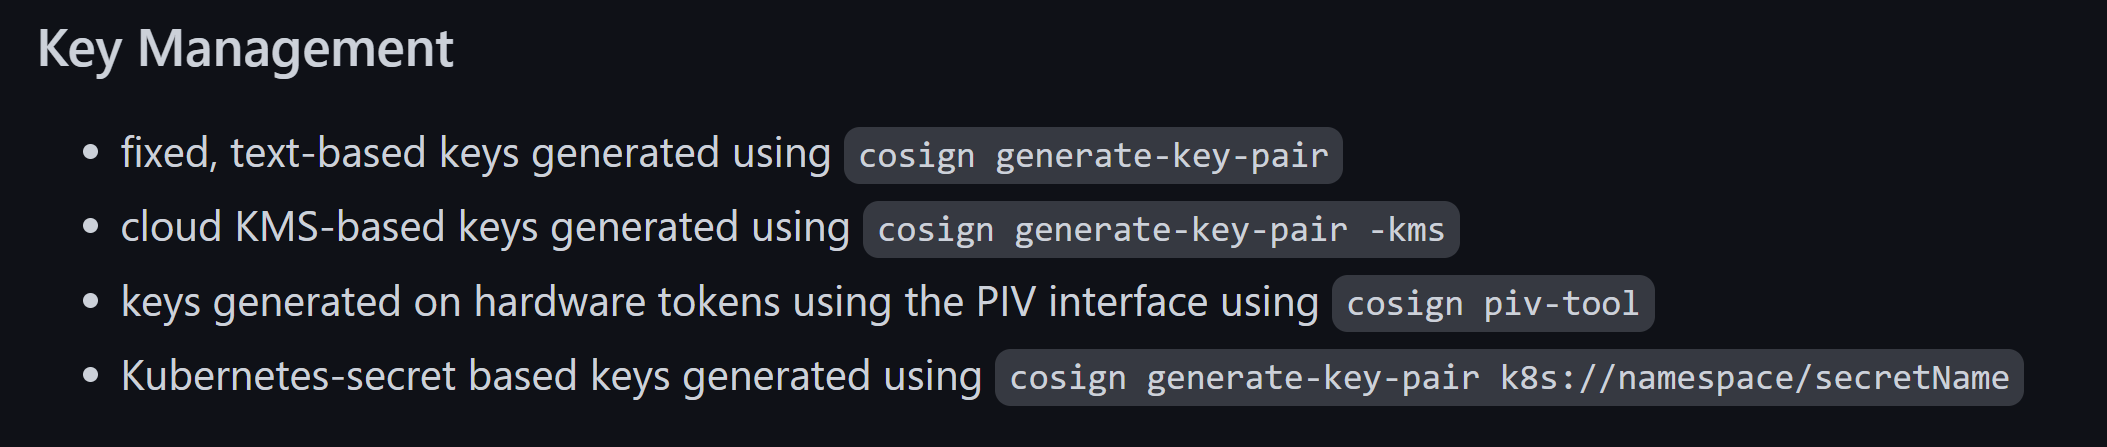 Key Management
fixed, text-based keys generated using cosign generate-key-pair
cloud KMS-based keys generated using cosign generate-key-pair -kms
keys generated on hardware tokens using the PIV interface using cosign piv-tool
Kubernetes-secret based keys generated using cosign generate-key-pair k8s://namespace/secretName